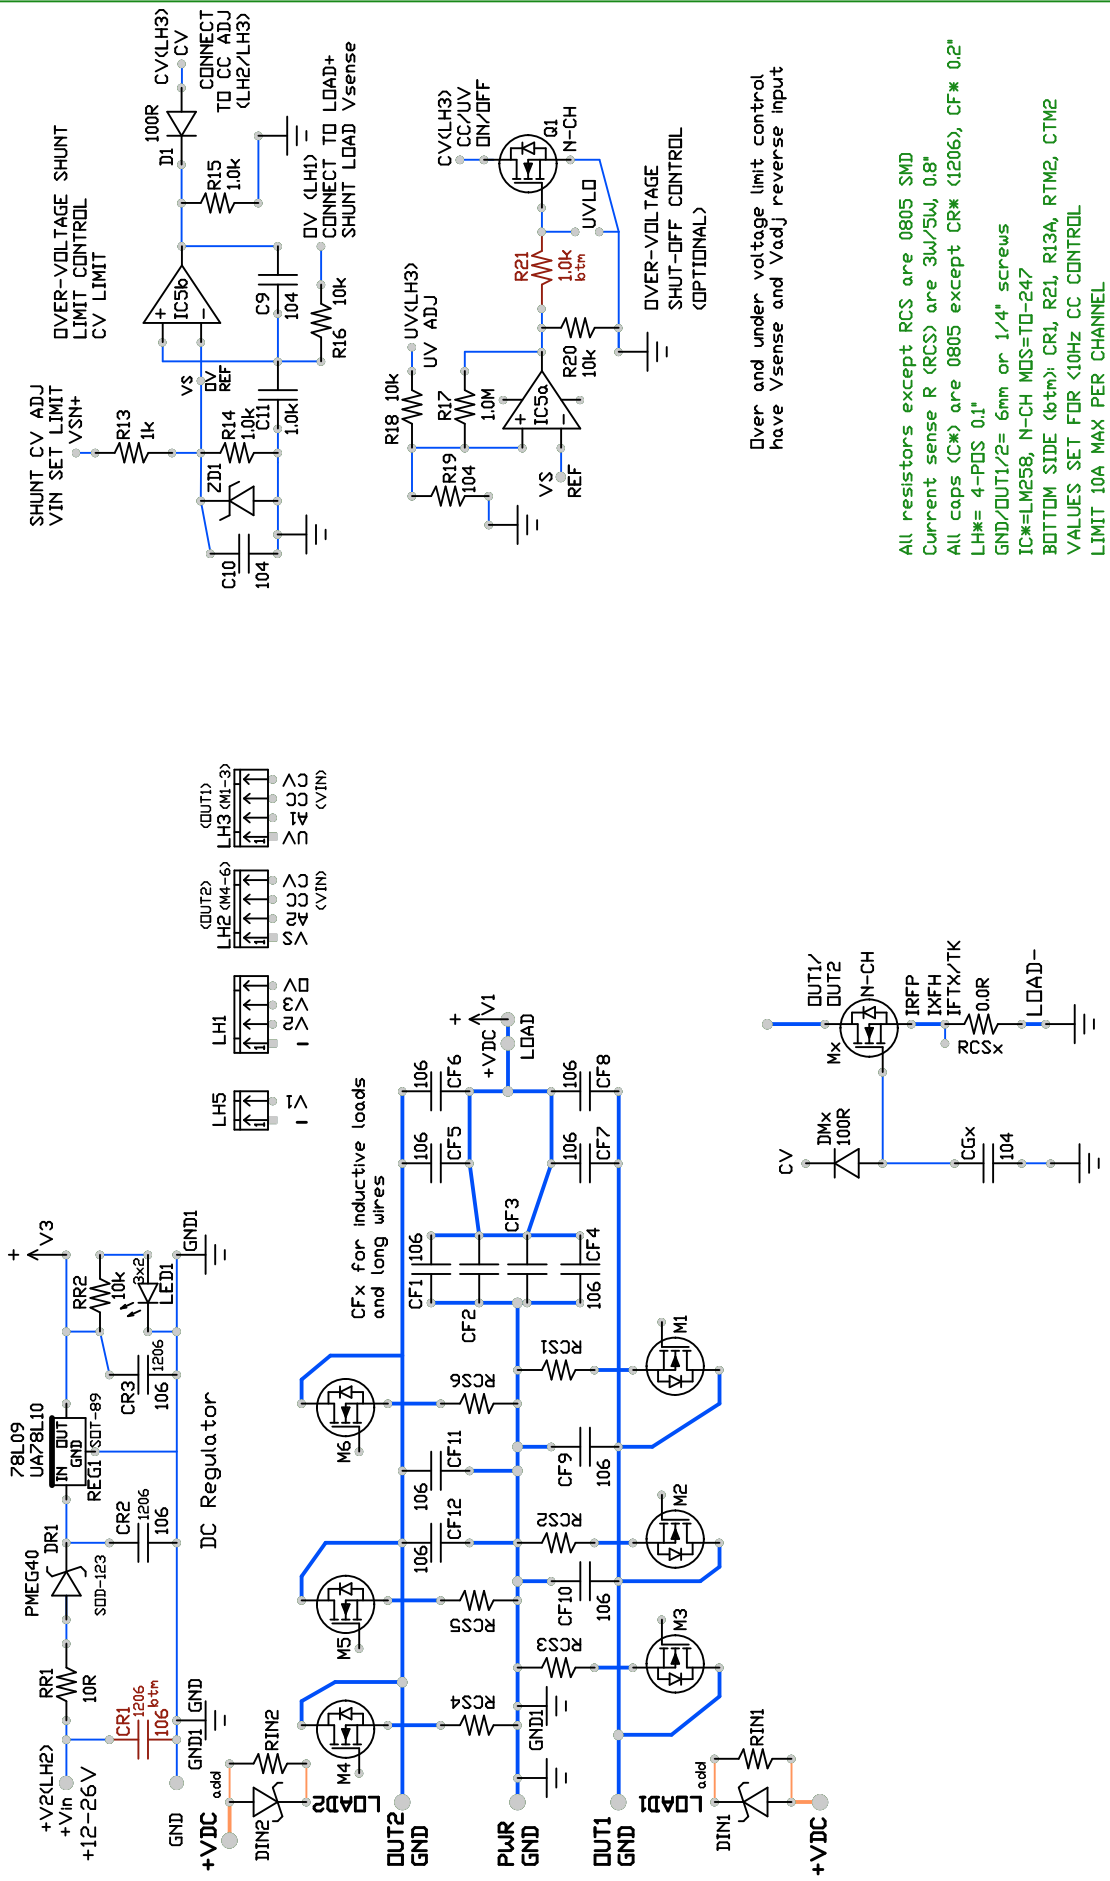 +V2(LH2)
+Vin
+12-26V
GND
RR1
10R
CR1
1206
106
btm
GND1
GND
PMEG40
SOD-123
DR1
CR2
1206
106
78L09
UA78L10
IN
OUT
GND
REG1
SOT-89
CR3
1206
106
RR2
10k
3x2
LED1
+
V3
GND1
DC Regulator
LH5
-
V1
LH1
-
V2
V3
OV
(OUT2)
LH2 (M4-6)
1
VS
A2
CC
CV
(VIN)
(OUT1)
LH3 (M1-3)
1
UV
A1
CC
CV
(VIN)
+VDC
add
DIN2
RIN2
LOAD2
OUT2
GND
PWR
GND
OUT1
GND
LOAD1
M4
M5
M6
RCS4
RCS5
RCS6
GND1
CF12
106
CF11
106
CF10
106
CF9
106
RCS3
RCS2
RCS1
M3
M2
M1
CFx for inductive loads
and long wires
CF1
106
CF2
CF3
CF4
106
CF5
106
CF6
106
CF7
106
CF8
106
+VDC
+
V1
LOAD
add
DIN1
RIN1
+VDC
CV
DMx
100R
CGx
104
Mx
OUT1/
OUT2
N-CH
IRFP
IXFH
IFTX/TK
RCSx
0.0R
LOAD-
SHUNT CV ADJ
VIN SET LIMIT
VSN+
R13
1k
ZD1
R14
1.0k
C10
104
VS
OV
REF
C11
1.0k
OVER-VOLTAGE SHUNT
LIMIT CONTROL
CV LIMIT
+
-
IC5b
C9
104
R16
10k
D1
100R
R15
1.0k
CV(LH3)
CV
CONNECT
TO CC ADJ
(LH2/LH3)
OV (LH1)
CONNECT TO LOAD+
SHUNT LOAD Vsense
UV(LH3)
UV ADJ
R18
10k
R17
1.0M
R19
104
VS
REF
+
-
IC5a
R20
10k
R21
1.0k
btm
UVLO
Q1
N-CH
CV(LH3)
CC/UV
ON/OFF
OVER-VOLTAGE
SHUT-OFF CONTROL
(OPTIONAL)
Over and under voltage limit control
have Vsense and Vadj reverse input
All resistors except RCS are 0805 SMD
Current sense R (RCS) are 3W/5W, 0.8"
All caps (C*) are 0805 except CR* (1206), CF* 0.2"
LH*= 4-POS 0.1"
GND/OUT1/2= 6mm or 1/4" screws
IC*=LM258, N-CH MOS=TO-247
BOTTOM SIDE (btm): CR1, R21, R13A, RTM2, CTM2
VALUES SET FOR <10Hz CC CONTROL
LIMIT 10A MAX PER CHANNEL